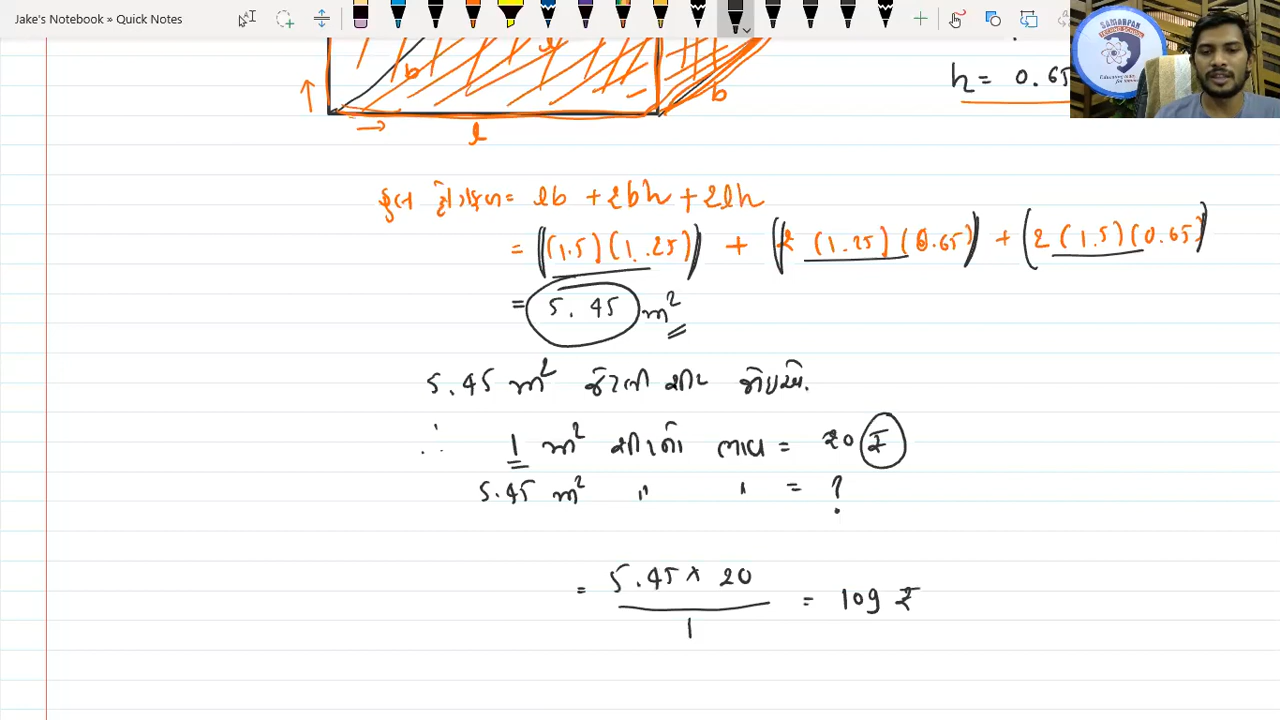 Jake's Notebook » Quick Notes
SAMARPAN
h = 0.65
b
b
l
કુલ ક્ષેત્રફળ = lb + 2bh + 2lh
= ((1.5)(1.25)) + (2 (1.25)(0.65)) + (2 (1.5)(0.65))
= 5.45 m²
5.45 m² જેટલી શીટ જોઇશે.
∴ 1 m² શીટનો ભાવ = 20 ₹
5.45 m² " " = ?
= 5.45 × 20 / 1 = 109 ₹